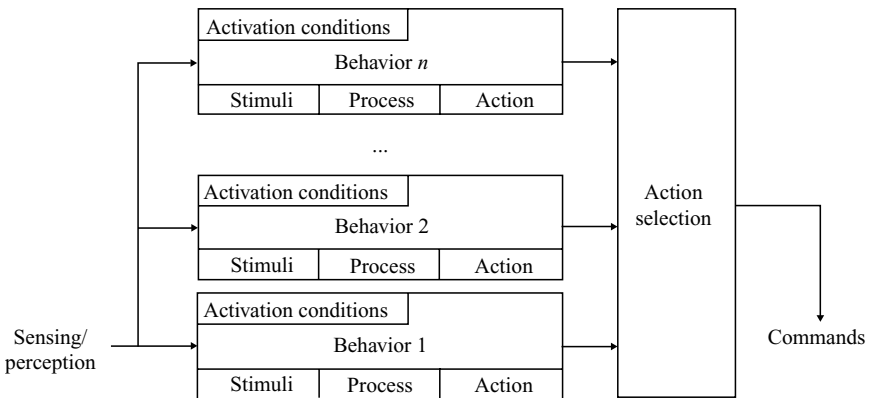 Activation conditions
Behavior n
Stimuli Process Action
...
Activation conditions
Behavior 2
Stimuli Process Action
Activation conditions
Behavior 1
Stimuli Process Action
Sensing/
perception
Action
selection
Commands